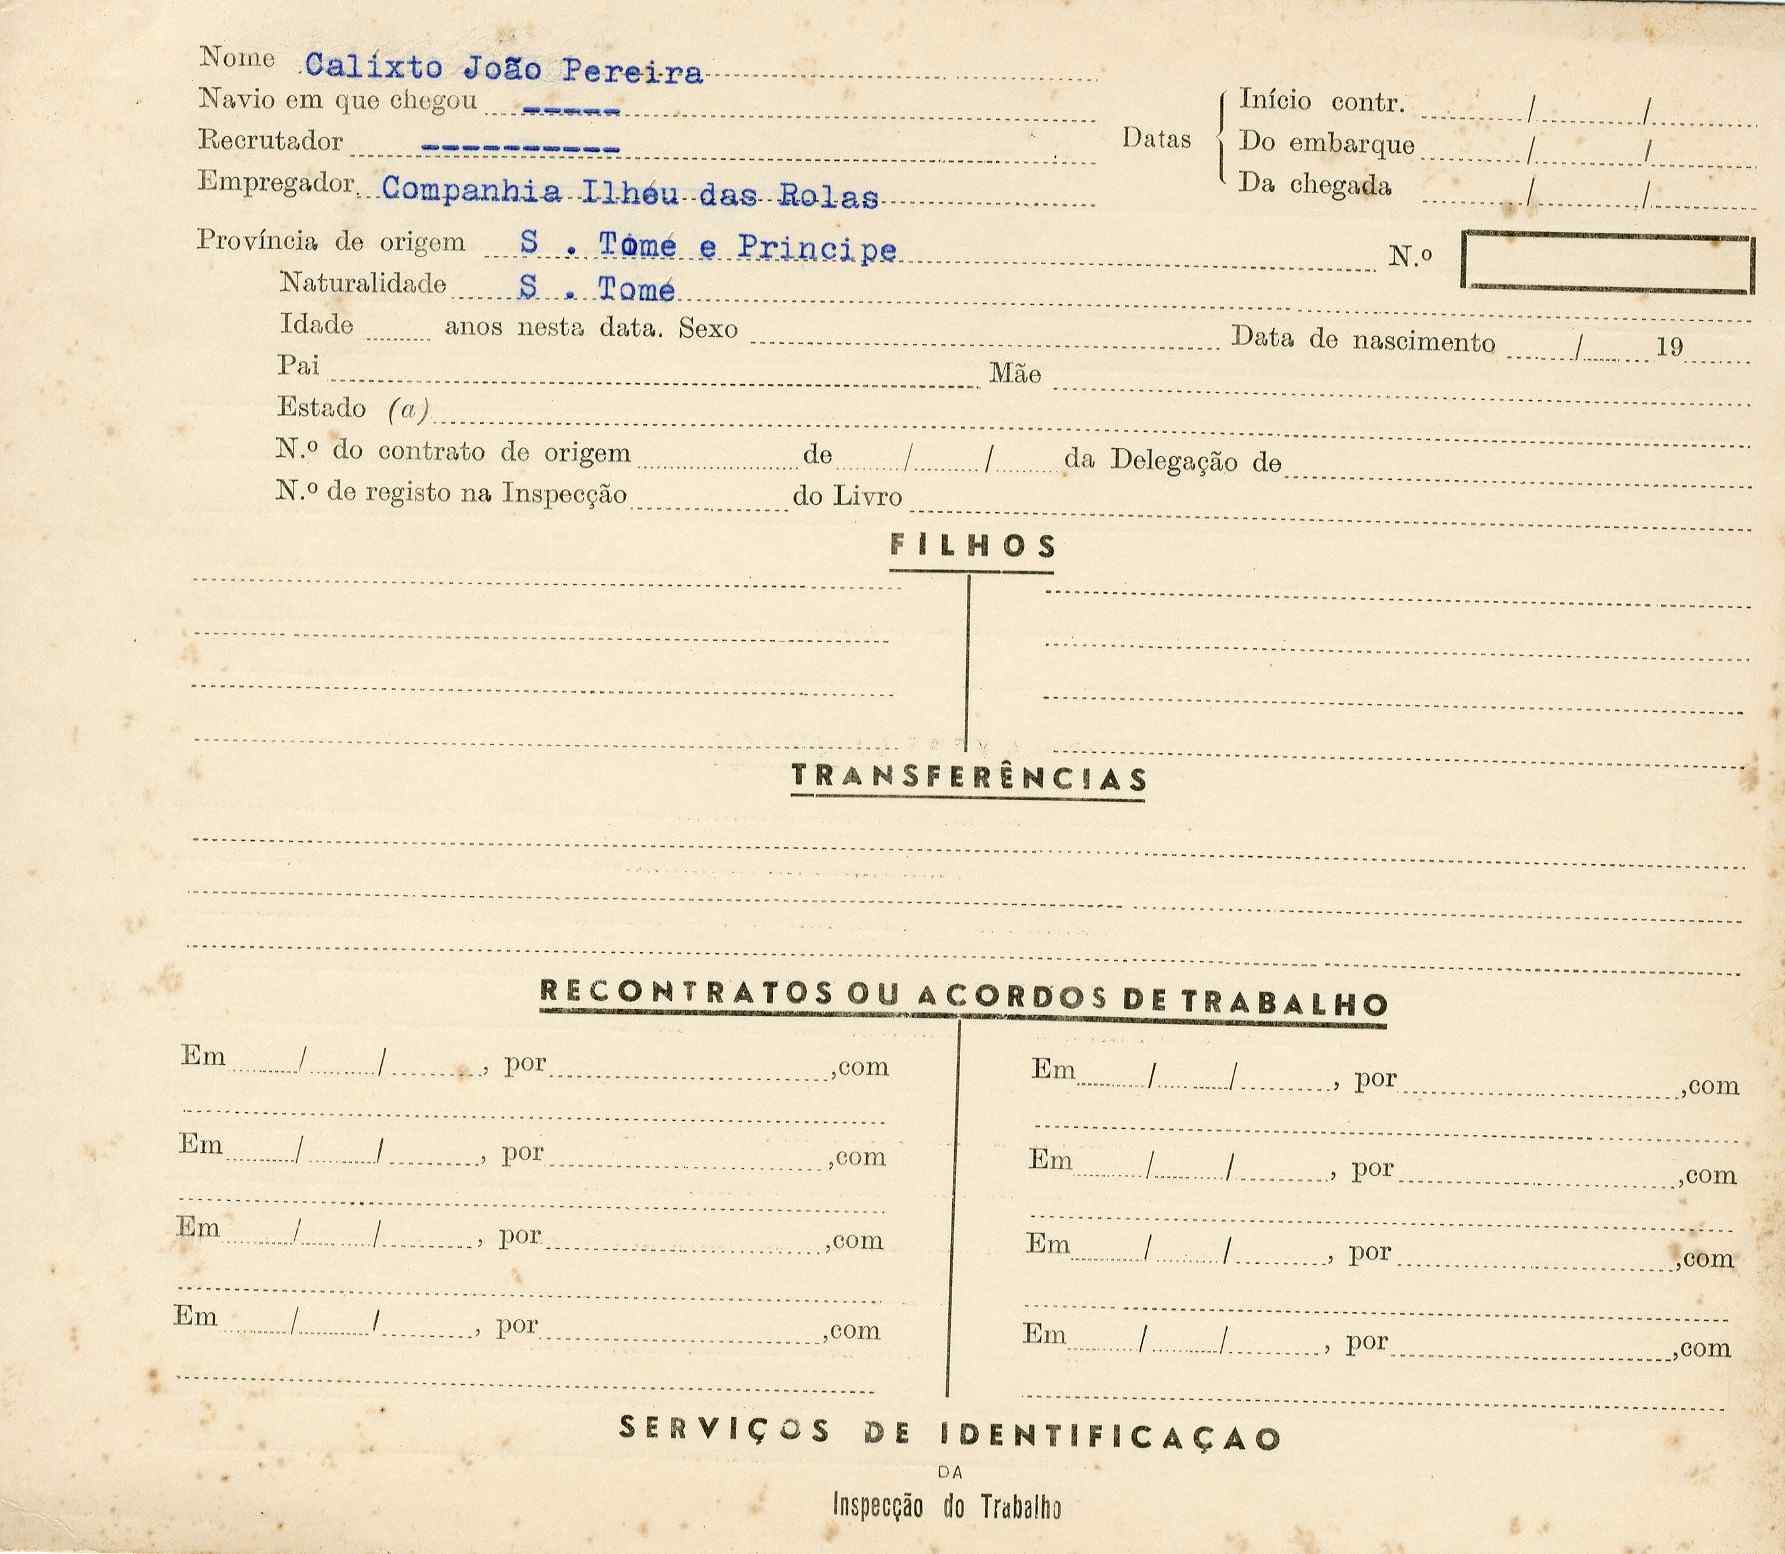 Nome Calíxto João Pereira
Navio em que chegou -----
Recrutador ----------
Empregador Companhia Ilhéu das Rolas
Datas
Início contr. / /
Do embarque / /
Da chegada / /
Província de origem S . Tomé e Principe N.º
Naturalidade S . Tomé
Idade anos nesta data. Sexo Data de nascimento / 19
Pai Mãe
Estado (a)
N.º do contrato de origem de / / da Delegação de
N.º de registo na Inspecção do Livro
FILHOS
TRANSFERÊNCIAS
RECONTRATOS OU ACORDOS DE TRABALHO
Em / / , por ,com
Em / / , por ,com
Em / / , por ,com
Em / / , por ,com
Em / / , por ,com
Em / / , por ,com
Em / / , por ,com
Em / / , por ,com
SERVIÇOS DE IDENTIFICAÇAO
DA
Inspecção do Trabalho